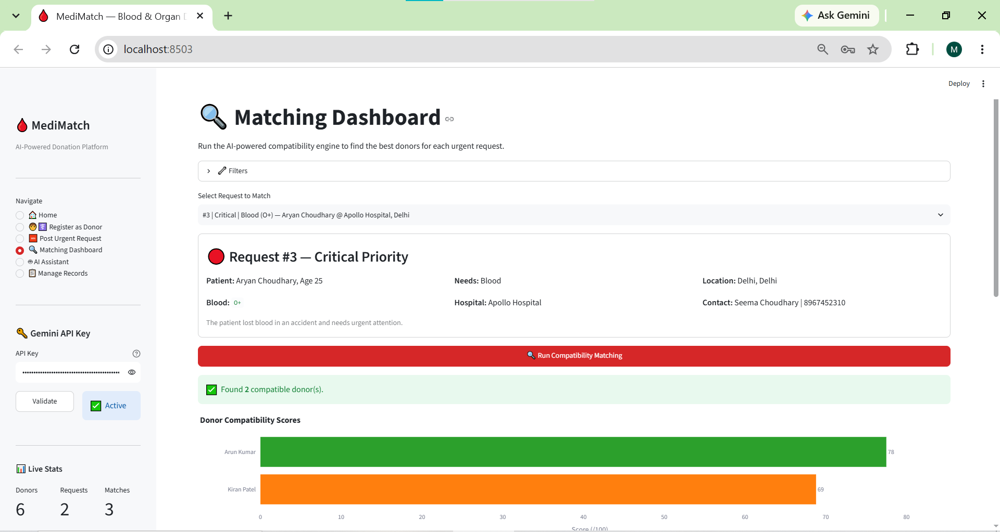 MediMatch — Blood & Organ
Ask Gemini
localhost:8503
M
Deploy
MediMatch
AI-Powered Donation Platform
Navigate
Home
Register as Donor
Post Urgent Request
Matching Dashboard
AI Assistant
Manage Records
Gemini API Key
API Key
Validate
Active
Live Stats
Donors Requests Matches
6 2 3
Matching Dashboard
Run the AI-powered compatibility engine to find the best donors for each urgent request.
Filters
Select Request to Match
#3 | Critical | Blood (O+) — Aryan Choudhary @ Apollo Hospital, Delhi
Request #3 — Critical Priority
Patient: Aryan Choudhary, Age 25 Needs: Blood Location: Delhi, Delhi
Blood: O+ Hospital: Apollo Hospital Contact: Seema Choudhary | 8967452310
The patient lost blood in an accident and needs urgent attention.
Run Compatibility Matching
Found 2 compatible donor(s).
Donor Compatibility Scores
Arun Kumar 78
Kiran Patel 69
0 10 20 30 40 50 60 70 80
Score (/100)